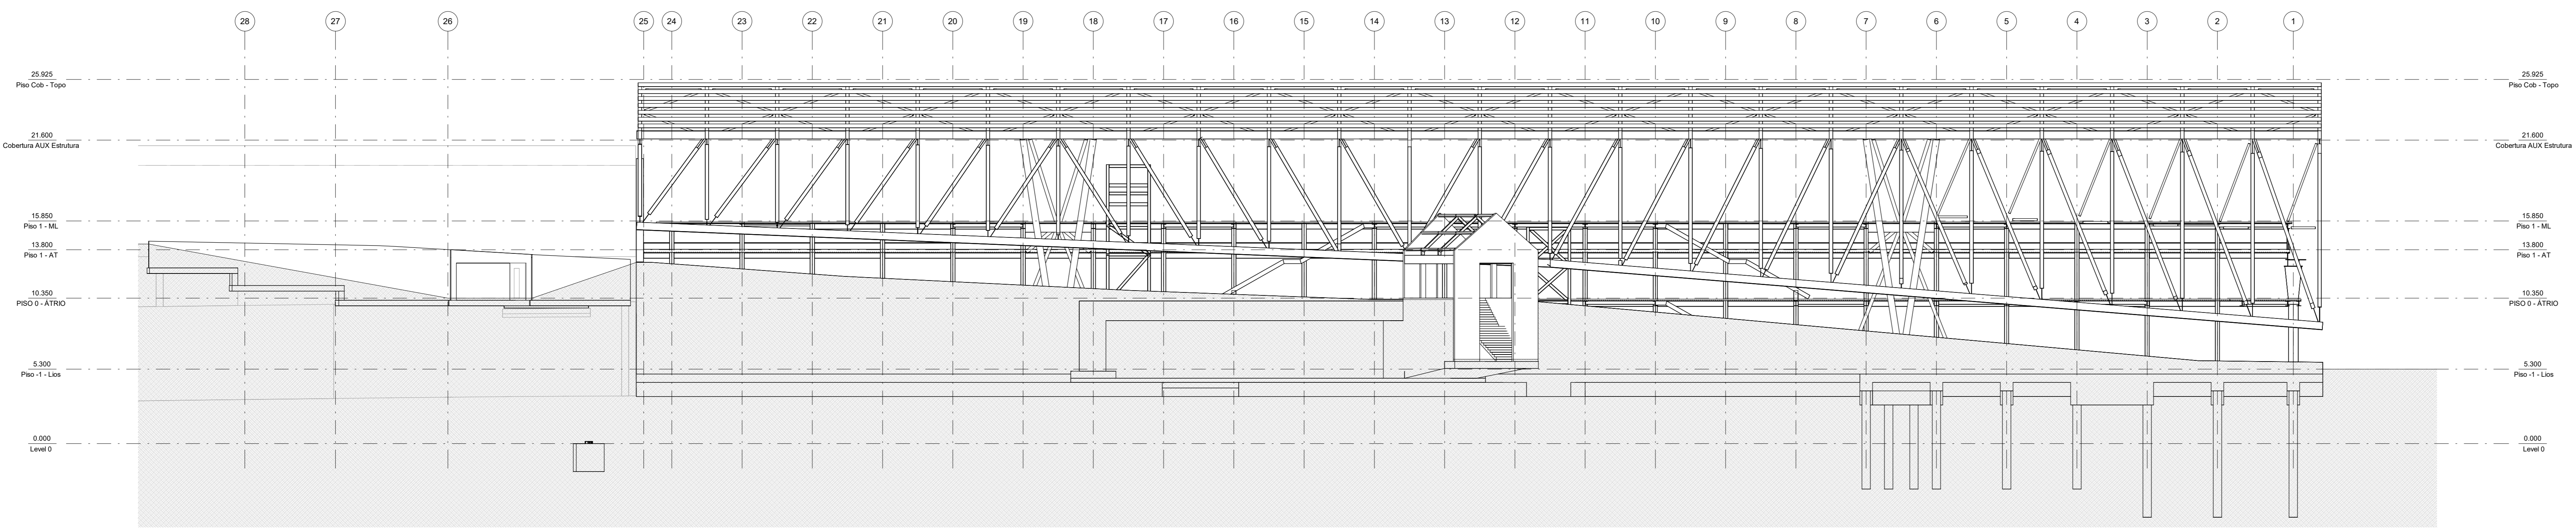 28 27 26 25 24 23 22 21 20 19 18 17 16 15 14 13 12 11 10 9 8 7 6 5 4 3 2 1
25.925
Piso Cob - Topo
21.600
Cobertura AUX Estrutura
15.850
Piso 1 - ML
13.800
Piso 1 - AT
10.350
PISO 0 - ÁTRIO
5.300
Piso -1 - Lios
0.000
Level 0
25.925
Piso Cob - Topo
21.600
Cobertura AUX Estrutura
15.850
Piso 1 - ML
13.800
Piso 1 - AT
10.350
PISO 0 - ÁTRIO
5.300
Piso -1 - Lios
0.000
Level 0